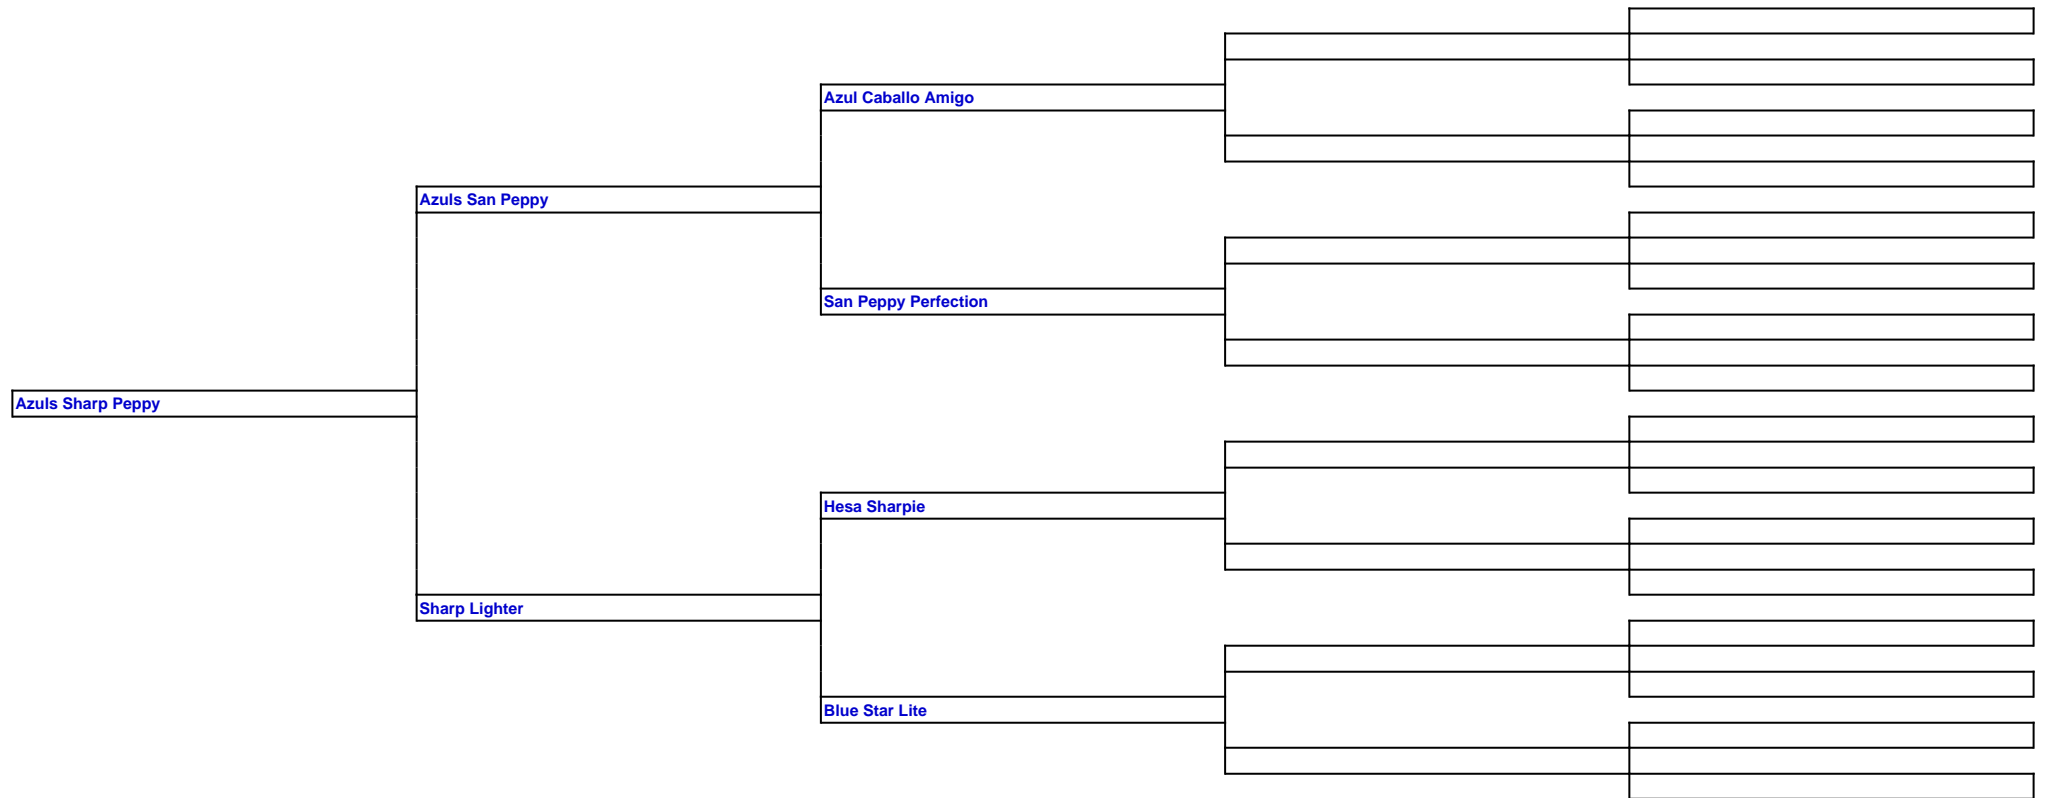 Azul Caballo Amigo
Azuls San Peppy
San Peppy Perfection
Azuls Sharp Peppy
Hesa Sharpie
Sharp Lighter
Blue Star Lite